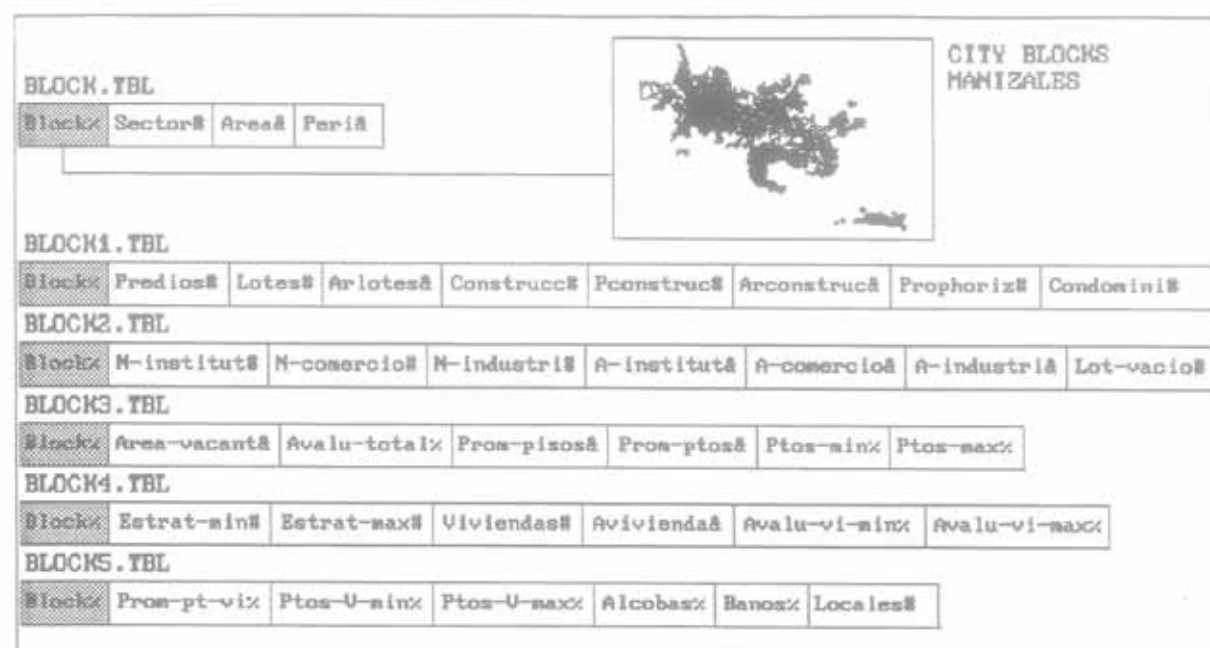 CITY BLOCKS
MANIZALES
BLOCK.TBL
Block% Sector# Area& Peri&
BLOCK1.TBL
Block% Predios# Lotes# Arlotes& Construcc# Pconstruc# Arconstruc& Prophoriz# Condomini#
BLOCK2.TBL
Block% N-institut# N-comercio# N-industri# A-institut& A-comercio& A-industri& Lot-vacio#
BLOCK3.TBL
Block% Area-vacant& Avalu-total% Prom-pisos& Prom-ptos& Ptos-min% Ptos-max%
BLOCK4.TBL
Block% Estrat-min# Estrat-max# Viviendas# Avivienda& Avalu-vi-min% Avalu-vi-max%
BLOCK5.TBL
Block% Prom-pt-vi% Ptos-V-min% Ptos-V-max% Alcobas% Banos% Locales#